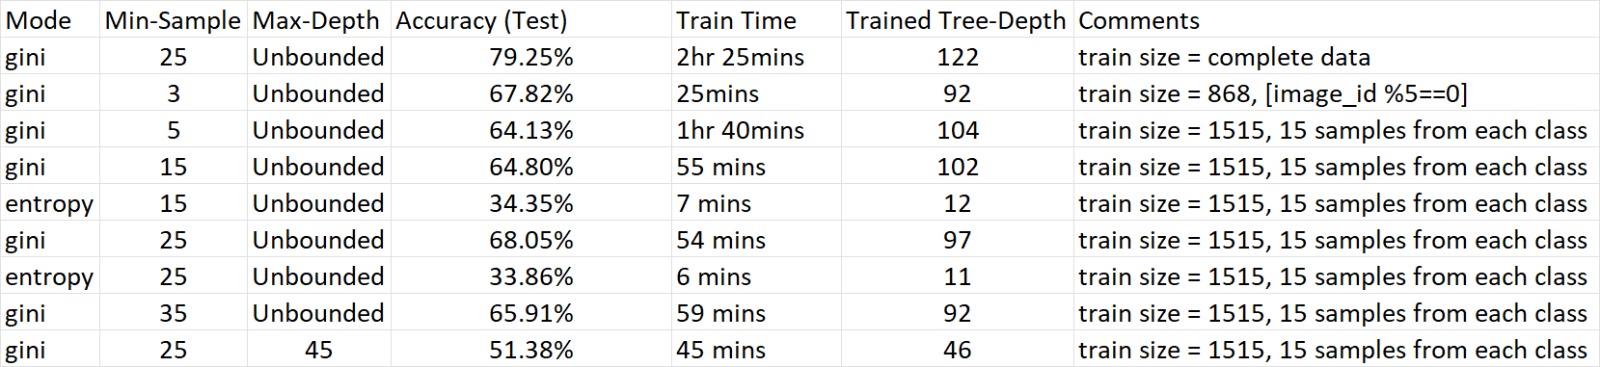 Mode Min-Sample Max-Depth Accuracy (Test) Train Time Trained Tree-Depth Comments
gini 25 Unbounded 79.25% 2hr 25mins 122 train size = complete data
gini 3 Unbounded 67.82% 25mins 92 train size = 868, [image_id %5==0]
gini 5 Unbounded 64.13% 1hr 40mins 104 train size = 1515, 15 samples from each class
gini 15 Unbounded 64.80% 55 mins 102 train size = 1515, 15 samples from each class
entropy 15 Unbounded 34.35% 7 mins 12 train size = 1515, 15 samples from each class
gini 25 Unbounded 68.05% 54 mins 97 train size = 1515, 15 samples from each class
entropy 25 Unbounded 33.86% 6 mins 11 train size = 1515, 15 samples from each class
gini 35 Unbounded 65.91% 59 mins 92 train size = 1515, 15 samples from each class
gini 25 45 51.38% 45 mins 46 train size = 1515, 15 samples from each class